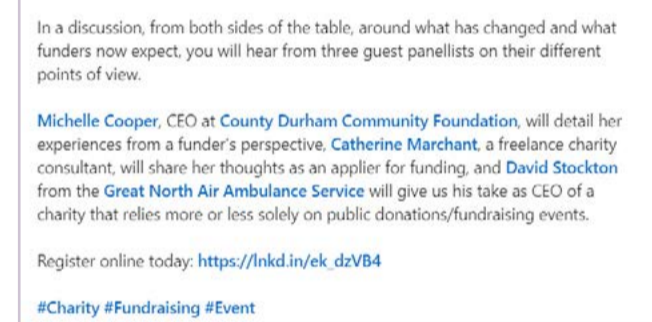 In a discussion, from both sides of the table, around what has changed and what
funders now expect, you will hear from three guest panellists on their different
points of view.
Michelle Cooper, CEO at County Durham Community Foundation, will detail her
experiences from a funder's perspective, Catherine Marchant, a freelance charity
consultant, will share her thoughts as an applier for funding, and David Stockton
from the Great North Air Ambulance Service will give us his take as CEO of a
charity that relies more or less solely on public donations/fundraising events.
Register online today: https://lnkd.in/ek_dzVB4
#Charity #Fundraising #Event